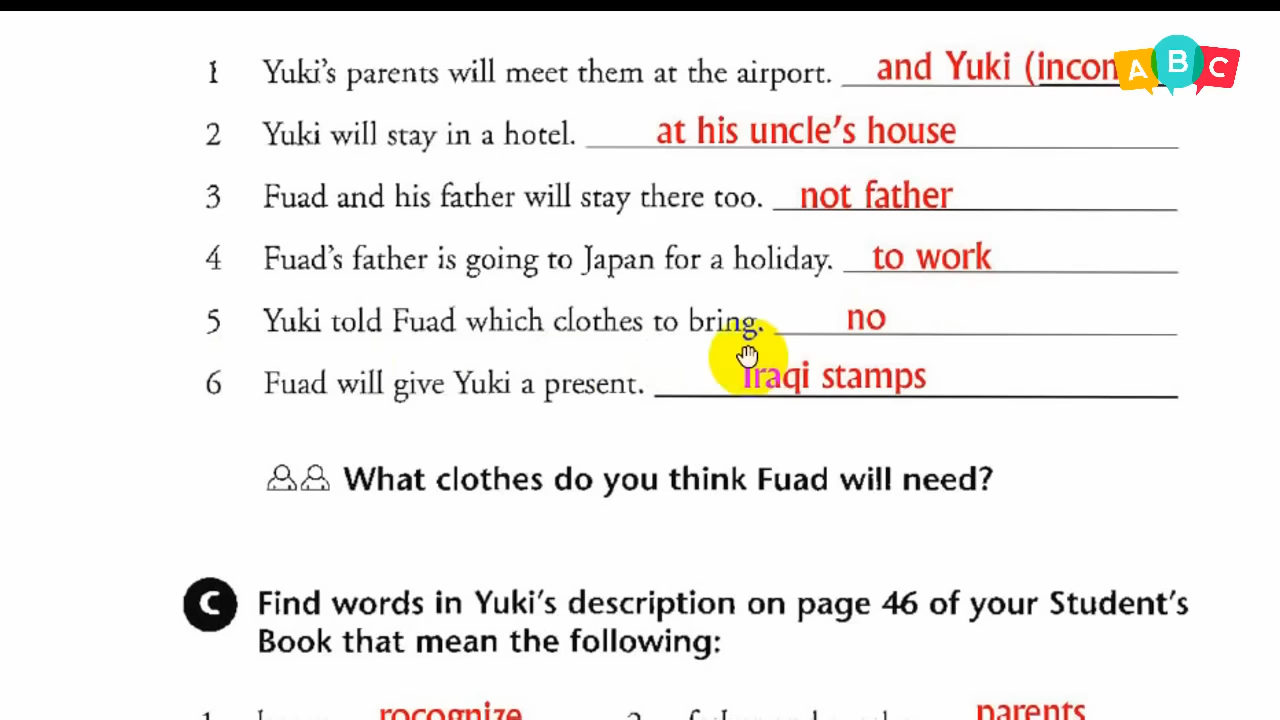 A B C
1 Yuki's parents will meet them at the airport. and Yuki (incom
2 Yuki will stay in a hotel. at his uncle's house
3 Fuad and his father will stay there too. not father
4 Fuad's father is going to Japan for a holiday. to work
5 Yuki told Fuad which clothes to bring. no
6 Fuad will give Yuki a present. Iraqi stamps
What clothes do you think Fuad will need?
C Find words in Yuki's description on page 46 of your Student's
Book that mean the following:
1 rocognize parents